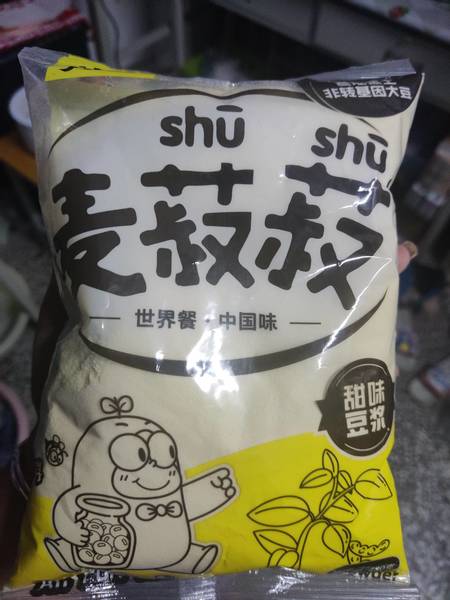 非转基因大豆
shū shū
麦菽菽
世界餐·中国味
甜味
豆浆